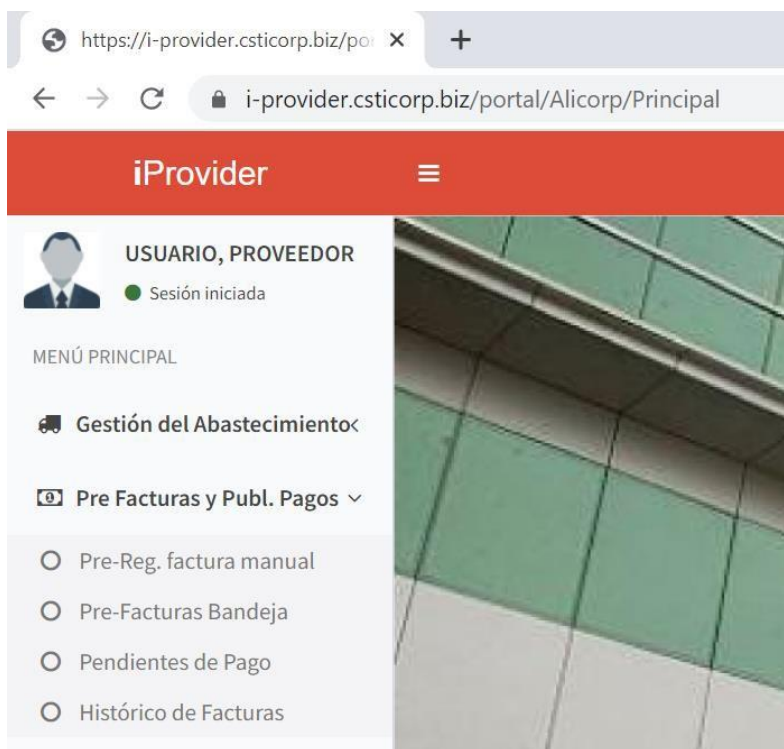 https://i-provider.csticorp.biz/po
i-provider.csticorp.biz/portal/Alicorp/Principal
iProvider
USUARIO, PROVEEDOR
Sesión iniciada
MENÚ PRINCIPAL
Gestión del Abastecimiento
Pre Facturas y Publ. Pagos
Pre-Reg. factura manual
Pre-Facturas Bandeja
Pendientes de Pago
Histórico de Facturas